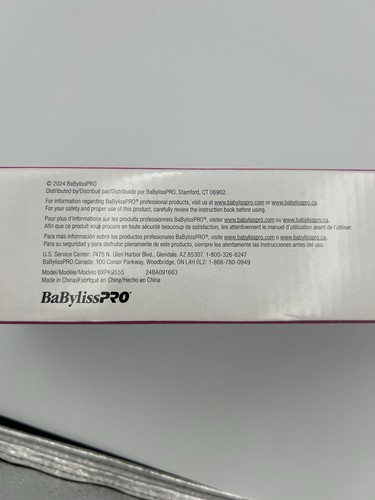 © 2024 BaBylissPRO
Distributed by/Distribué par/Distribuido por BaBylissPRO, Stamford, CT 06902.
For information regarding BaBylissPRO® professional products, visit us at www.babylisspro.com or www.babylisspro.ca.
For your safety and proper use of this product, carefully review the instruction book before using.
Pour plus d'informations sur les produits professionnels BaBylissPRO®, visiter www.babylisspro.com ou www.babylisspro.ca.
Afin que ce produit vous procure en toute sécurité beaucoup de satisfaction, lire attentivement le manuel d'utilisation avant de l'utiliser.
Para más información sobre los productos profesionales BaBylissPRO®, visite www.babylisspro.com o www.babylisspro.ca.
Para su seguridad y para disfrutar plenamente de este producto, siempre lea atentamente las instrucciones antes del uso.
U.S. Service Center: 7475 N. Glen Harbor Blvd., Glendale, AZ 85307. 1-800-326-6247
BaBylissPRO Canada: 100 Conair Parkway, Woodbridge, ON L4H 0L2. 1-866-780-0949
Model/Modèle/Modelo BXPK9555 24BA091663
Made in China/Fabriqué en Chine/Hecho en China
BaBylissPRO®